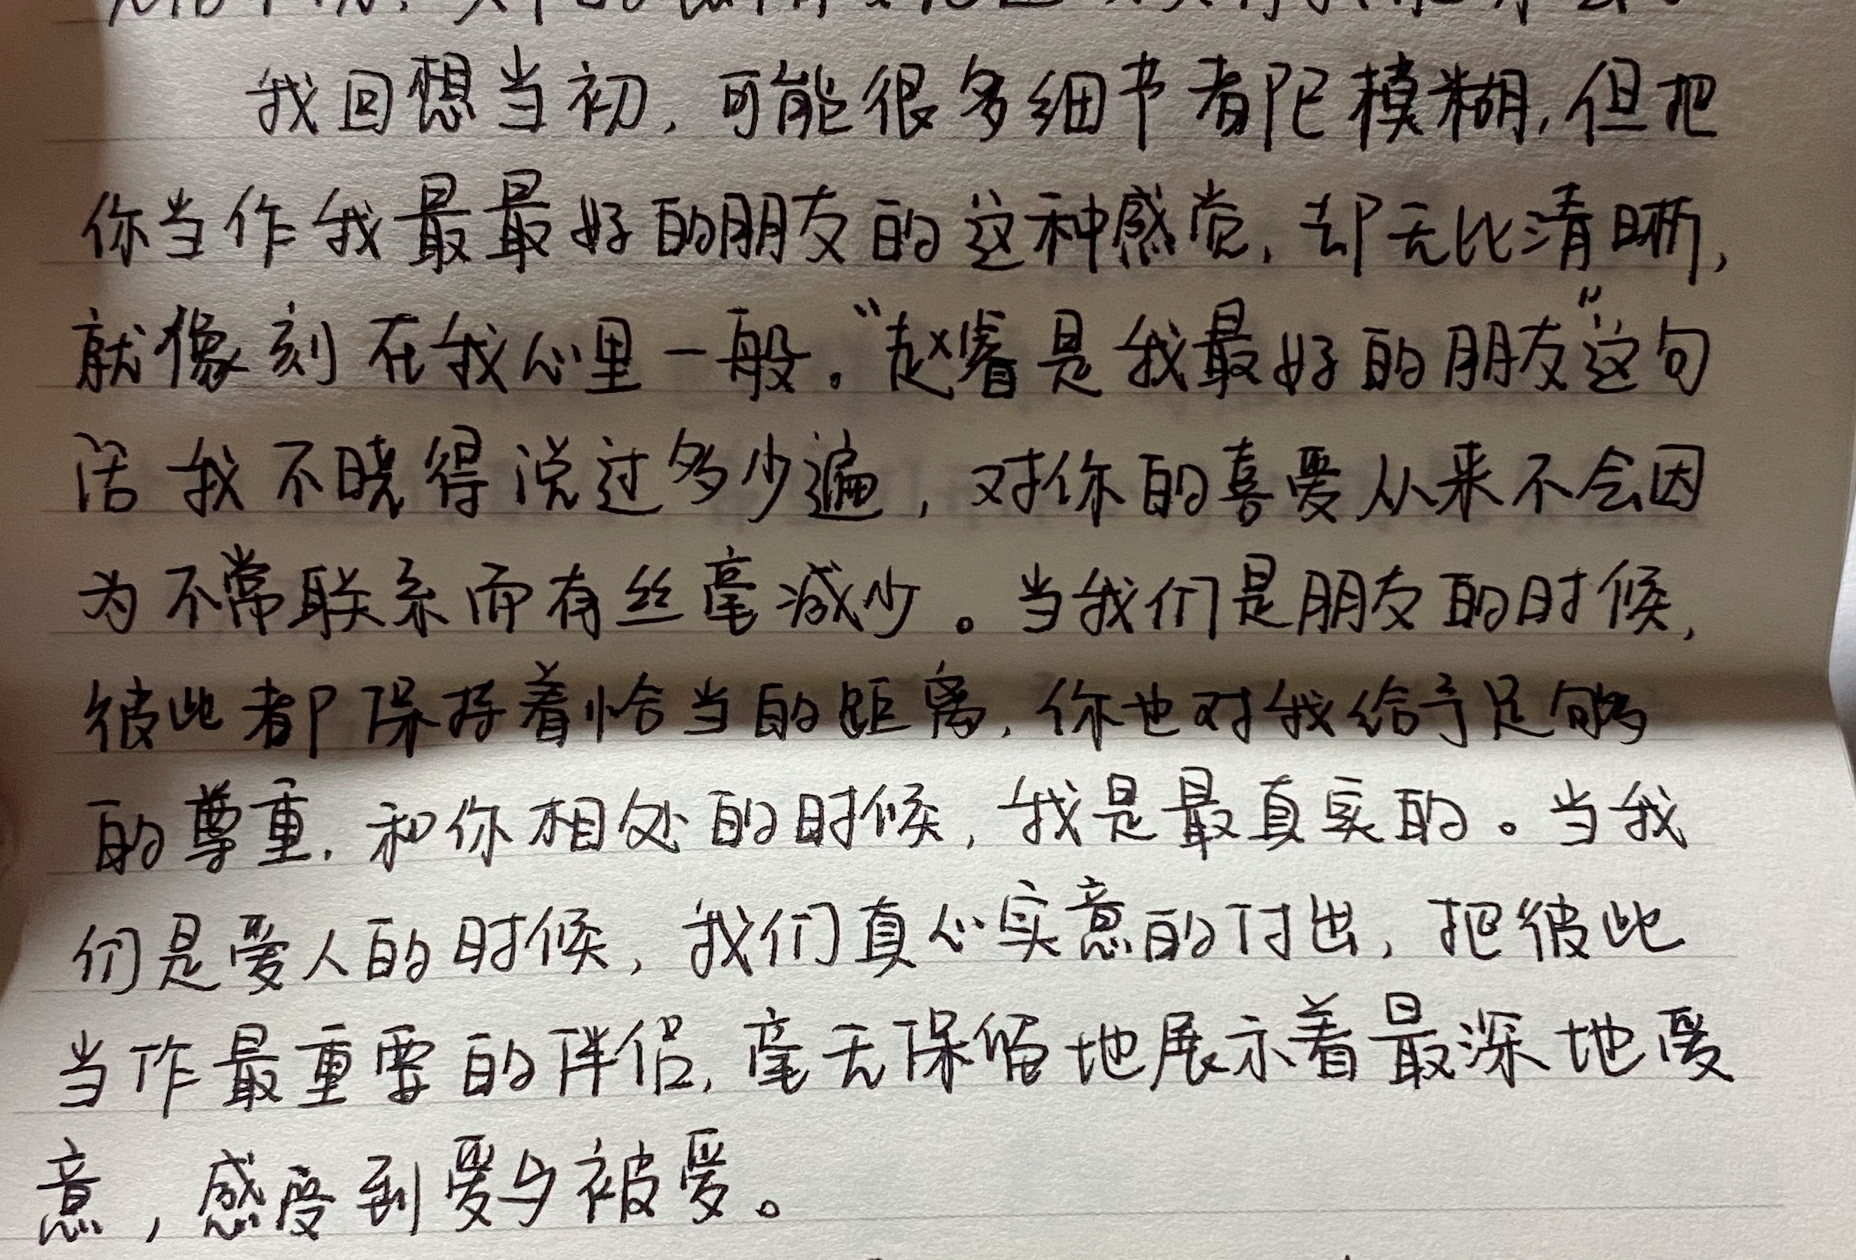 我回想当初,可能很多细节都已模糊,但把
你当作我最最好的朋友的这种感觉,却无比清晰,
就像刻在我心里一般。“赵睿是我最好的朋友”这句
话我不晓得说过多少遍,对你的喜爱从来不会因
为不常联系而有丝毫减少。当我们是朋友的时候,
彼此都保持着恰当的距离,你也对我给予足够
的尊重,和你相处的时候,我是最真实的。当我
们是爱人的时候,我们真心实意的付出,把彼此
当作最重要的伴侣,毫无保留地展示着最深地爱
意,感受到爱与被爱。